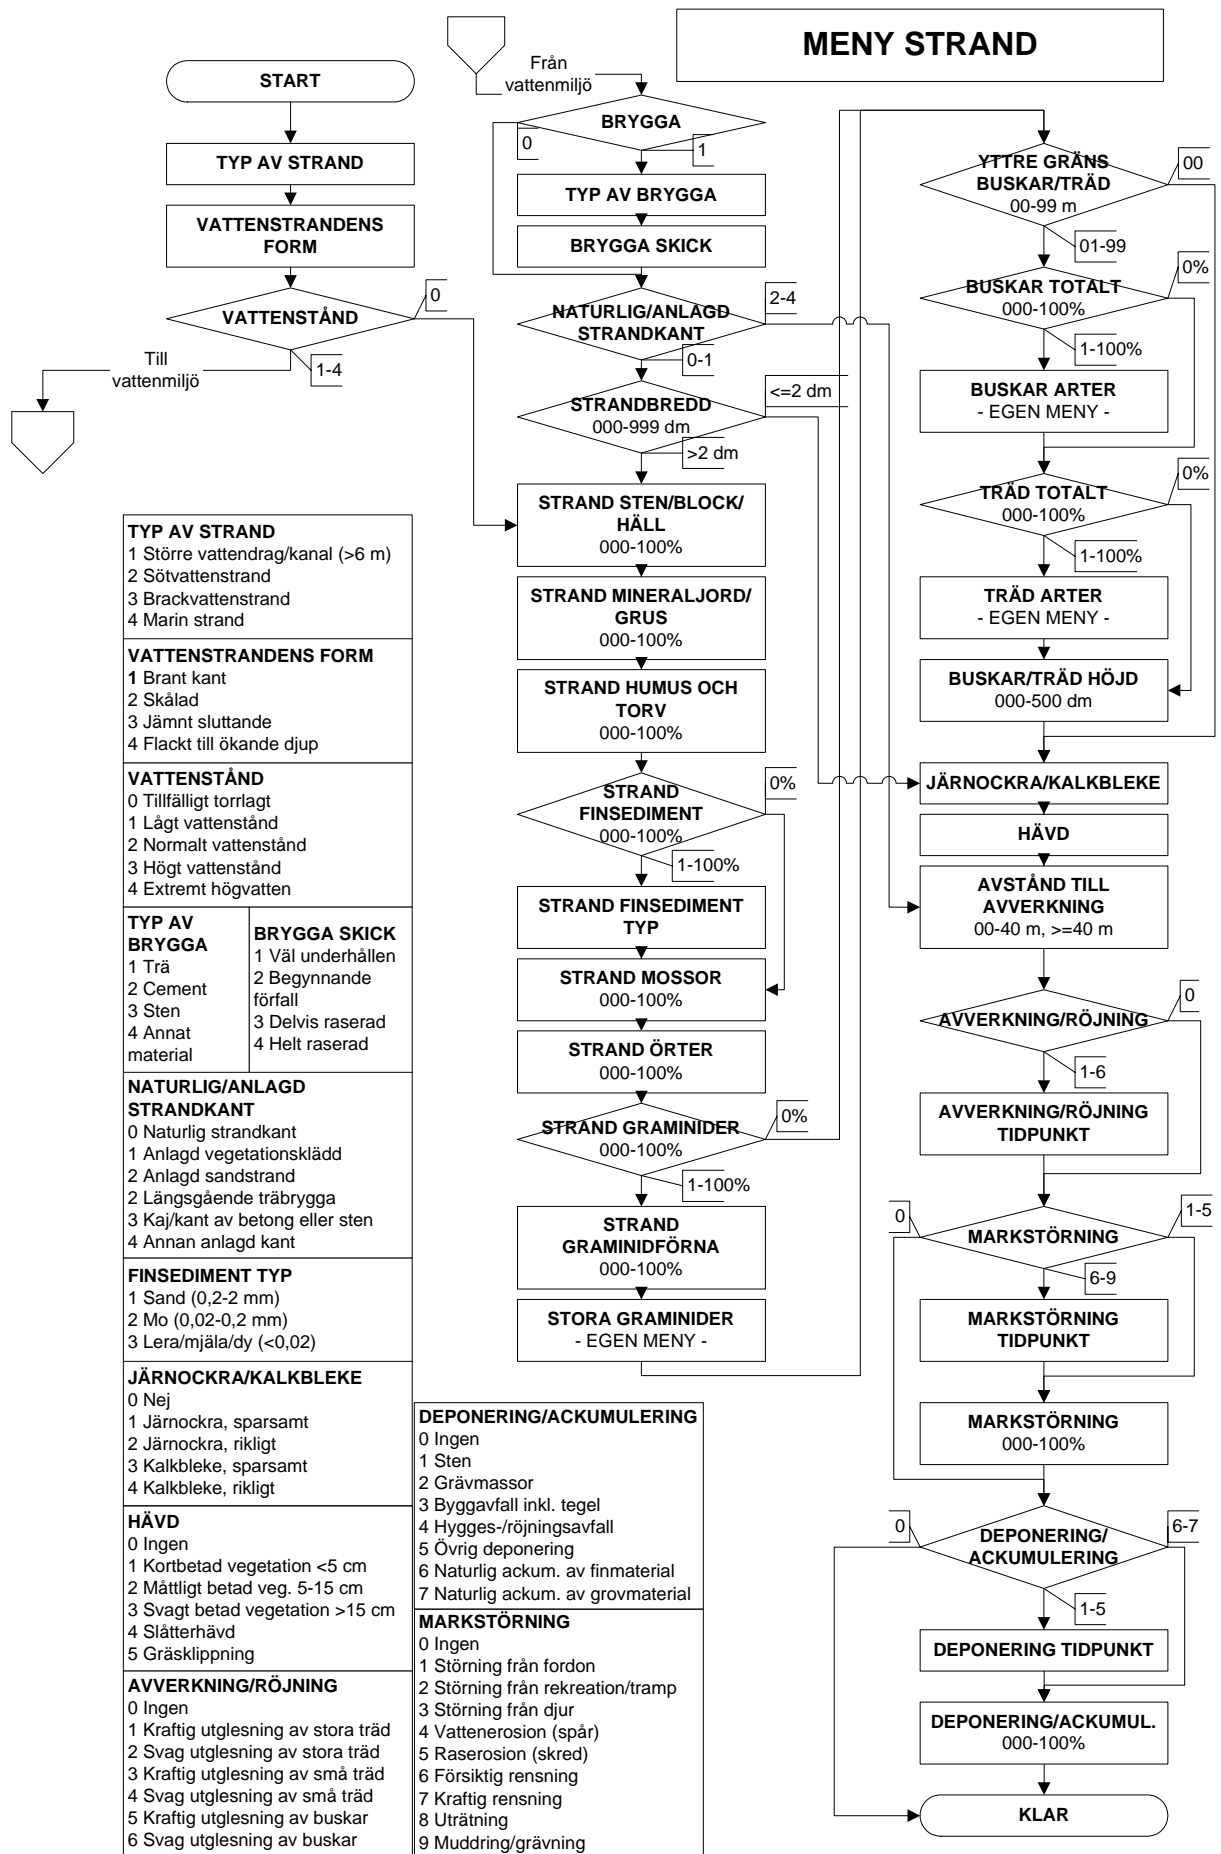 MENY STRAND
START
TYP AV STRAND
VATTENSTRANDENS
FORM
VATTENSTÅND
0
1-4
Till
vattenmiljö
Från
vattenmiljö
BRYGGA
0
1
TYP AV BRYGGA
BRYGGA SKICK
NATURLIG/ANLAGD
STRANDKANT
2-4
0-1
STRANDBREDD
000-999 dm
<=2 dm
>2 dm
STRAND STEN/BLOCK/
HÄLL
000-100%
STRAND MINERALJORD/
GRUS
000-100%
STRAND HUMUS OCH
TORV
000-100%
STRAND
FINSEDIMENT
000-100%
0%
1-100%
STRAND FINSEDIMENT
TYP
STRAND MOSSOR
000-100%
STRAND ÖRTER
000-100%
STRAND GRAMINIDER
000-100%
0%
1-100%
STRAND
GRAMINIDFÖRNA
000-100%
STORA GRAMINIDER
- EGEN MENY -
YTTRE GRÄNS
BUSKAR/TRÄD
00-99 m
00
01-99
BUSKAR TOTALT
000-100%
0%
1-100%
BUSKAR ARTER
- EGEN MENY -
TRÄD TOTALT
000-100%
0%
1-100%
TRÄD ARTER
- EGEN MENY -
BUSKAR/TRÄD HÖJD
000-500 dm
JÄRNOCKRA/KALKBLEKE
HÄVD
AVSTÅND TILL
AVVERKNING
00-40 m, >=40 m
AVVERKNING/RÖJNING
0
1-6
AVVERKNING/RÖJNING
TIDPUNKT
MARKSTÖRNING
0
1-5
6-9
MARKSTÖRNING
TIDPUNKT
MARKSTÖRNING
000-100%
DEPONERING/
ACKUMULERING
0
6-7
1-5
DEPONERING TIDPUNKT
DEPONERING/ACKUMUL.
000-100%
KLAR
TYP AV STRAND
1 Större vattendrag/kanal (>6 m)
2 Sötvattenstrand
3 Brackvattenstrand
4 Marin strand
VATTENSTRANDENS FORM
1 Brant kant
2 Skålad
3 Jämnt sluttande
4 Flackt till ökande djup
VATTENSTÅND
0 Tillfälligt torrlagt
1 Lågt vattenstånd
2 Normalt vattenstånd
3 Högt vattenstånd
4 Extremt högvatten
TYP AV
BRYGGA
1 Trä
2 Cement
3 Sten
4 Annat
material
BRYGGA SKICK
1 Väl underhållen
2 Begynnande
förfall
3 Delvis raserad
4 Helt raserad
NATURLIG/ANLAGD
STRANDKANT
0 Naturlig strandkant
1 Anlagd vegetationsklädd
2 Anlagd sandstrand
2 Längsgående träbrygga
3 Kaj/kant av betong eller sten
4 Annan anlagd kant
FINSEDIMENT TYP
1 Sand (0,2-2 mm)
2 Mo (0,02-0,2 mm)
3 Lera/mjäla/dy (<0,02)
JÄRNOCKRA/KALKBLEKE
0 Nej
1 Järnockra, sparsamt
2 Järnockra, rikligt
3 Kalkbleke, sparsamt
4 Kalkbleke, rikligt
HÄVD
0 Ingen
1 Kortbetad vegetation <5 cm
2 Måttligt betad veg. 5-15 cm
3 Svagt betad vegetation >15 cm
4 Slåtterhävd
5 Gräsklippning
AVVERKNING/RÖJNING
0 Ingen
1 Kraftig utglesning av stora träd
2 Svag utglesning av stora träd
3 Kraftig utglesning av små träd
4 Svag utglesning av små träd
5 Kraftig utglesning av buskar
6 Svag utglesning av buskar
DEPONERING/ACKUMULERING
0 Ingen
1 Sten
2 Grävmassor
3 Byggavfall inkl. tegel
4 Hygges-/röjningsavfall
5 Övrig deponering
6 Naturlig ackum. av finmaterial
7 Naturlig ackum. av grovmaterial
MARKSTÖRNING
0 Ingen
1 Störning från fordon
2 Störning från rekreation/tramp
3 Störning från djur
4 Vattenerosion (spår)
5 Raserosion (skred)
6 Försiktig rensning
7 Kraftig rensning
8 Uträtning
9 Muddring/grävning